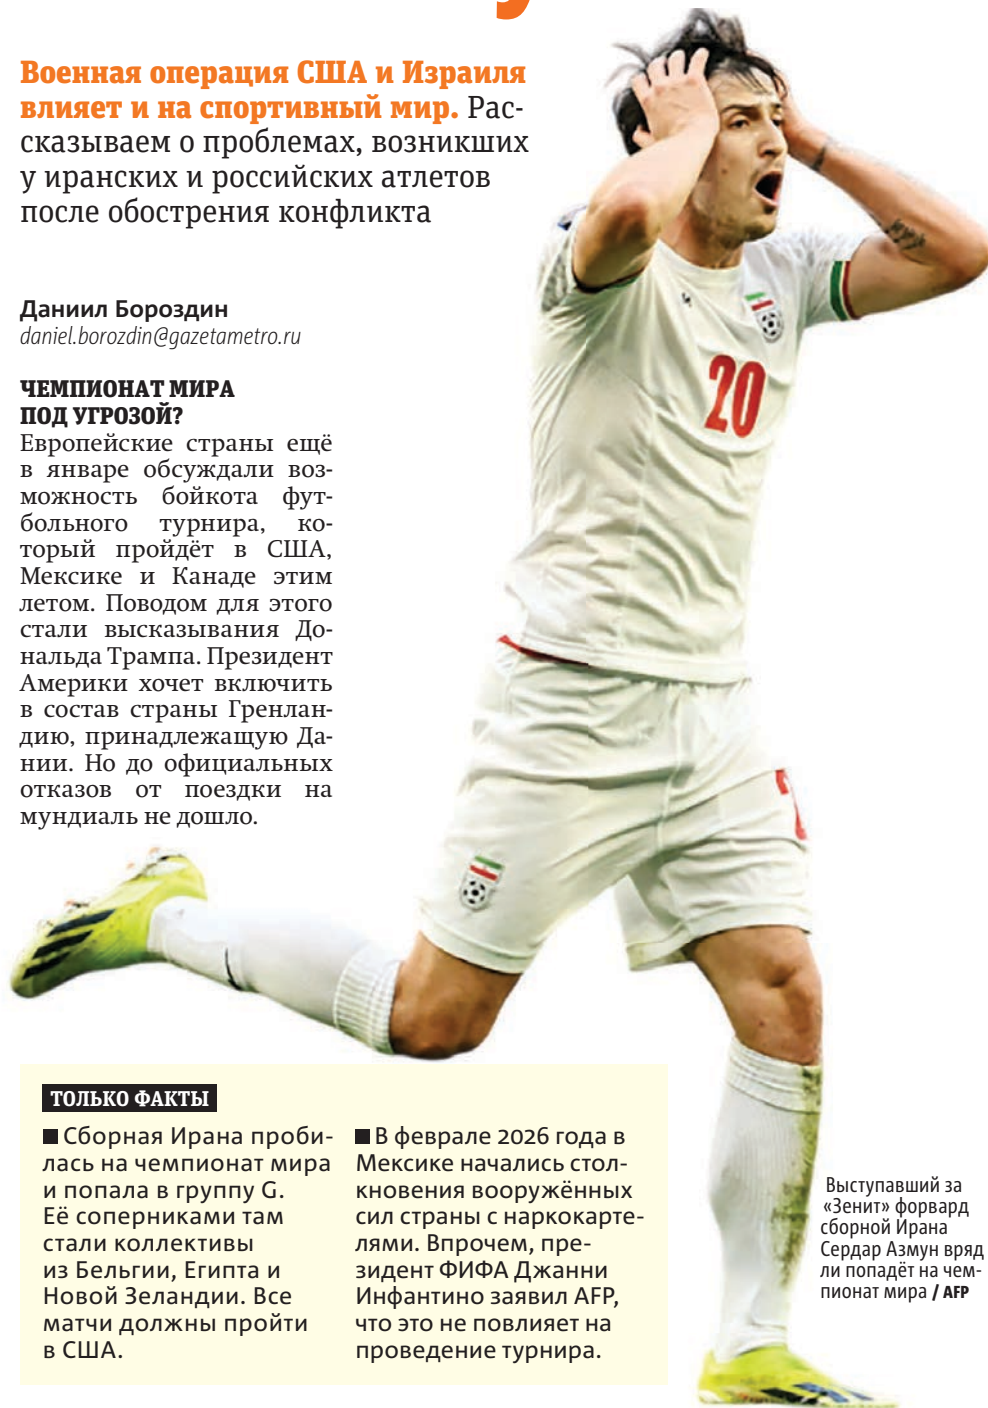 Военная операция США и Израиля
влияет и на спортивный мир. Рас-
сказываем о проблемах, возникших
у иранских и российских атлетов
после обострения конфликта
Даниил Бороздин
daniel.borozdin@gazetametro.ru
ЧЕМПИОНАТ МИРА
ПОД УГРОЗОЙ?
Европейские страны ещё
в январе обсуждали воз-
можность бойкота фут-
больного турнира, ко-
торый пройдёт в США,
Мексике и Канаде этим
летом. Поводом для этого
стали высказывания До-
нальда Трампа. Президент
Америки хочет включить
в состав страны Гренлан-
дию, принадлежащую Да-
нии. Но до официальных
отказов от поездки на
мундиаль не дошло.
20
ТОЛЬКО ФАКТЫ
■ Сборная Ирана проби-
лась на чемпионат мира
и попала в группу G.
Её соперниками там
стали коллективы
из Бельгии, Египта и
Новой Зеландии. Все
матчи должны пройти
в США.
■ В феврале 2026 года в
Мексике начались стол-
кновения вооружённых
сил страны с наркокарте-
лями. Впрочем, пре-
зидент ФИФА Джанни
Инфантино заявил AFP,
что это не повлияет на
проведение турнира.
Выступавший за
«Зенит» форвард
сборной Ирана
Сердар Азмун вряд
ли попадёт на чем-
пионат мира / AFP